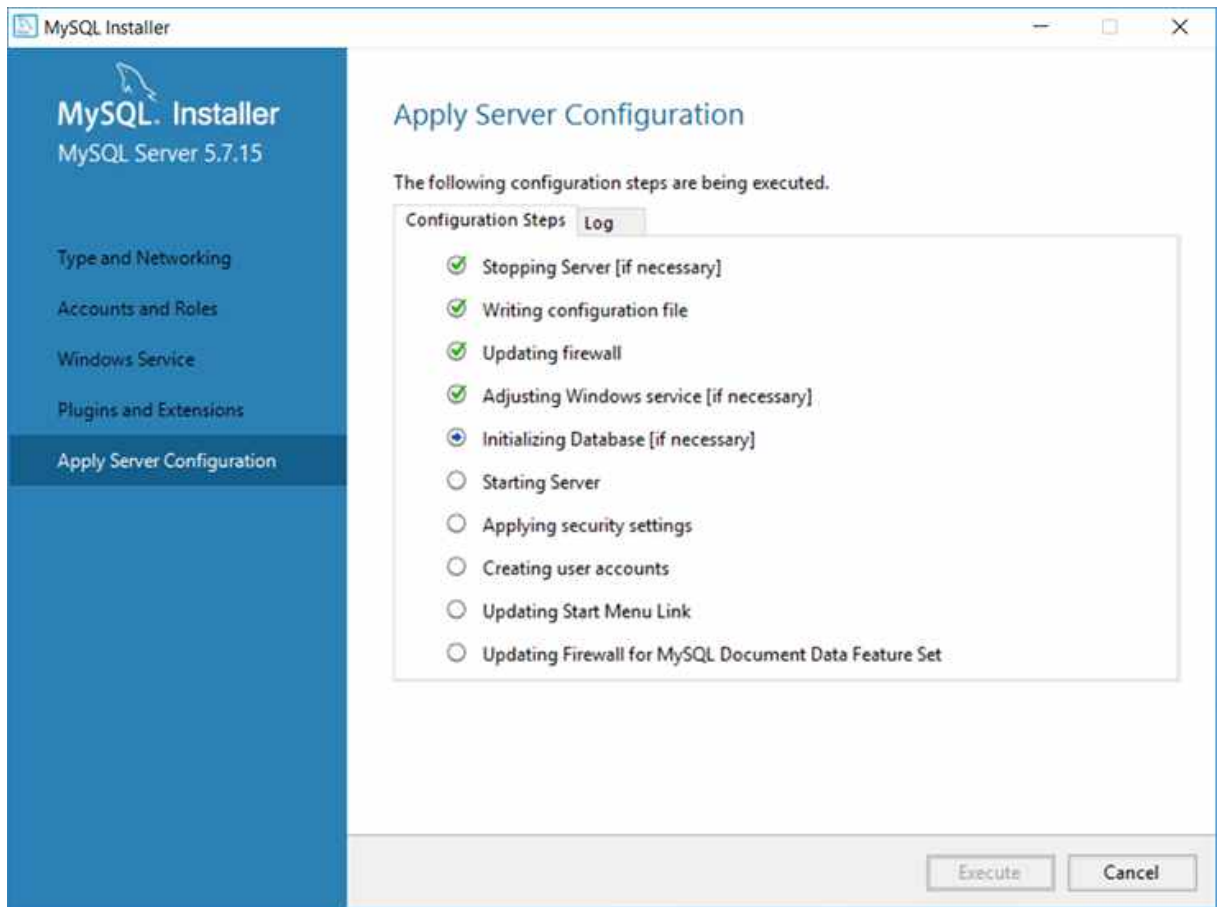 MySQL Installer
MySQL. Installer
MySQL Server 5.7.15
Type and Networking
Accounts and Roles
Windows Service
Plugins and Extensions
Apply Server Configuration
Apply Server Configuration
The following configuration steps are being executed.
Configuration Steps Log
Stopping Server [if necessary]
Writing configuration file
Updating firewall
Adjusting Windows service [if necessary]
Initializing Database [if necessary]
Starting Server
Applying security settings
Creating user accounts
Updating Start Menu Link
Updating Firewall for MySQL Document Data Feature Set
Execute Cancel